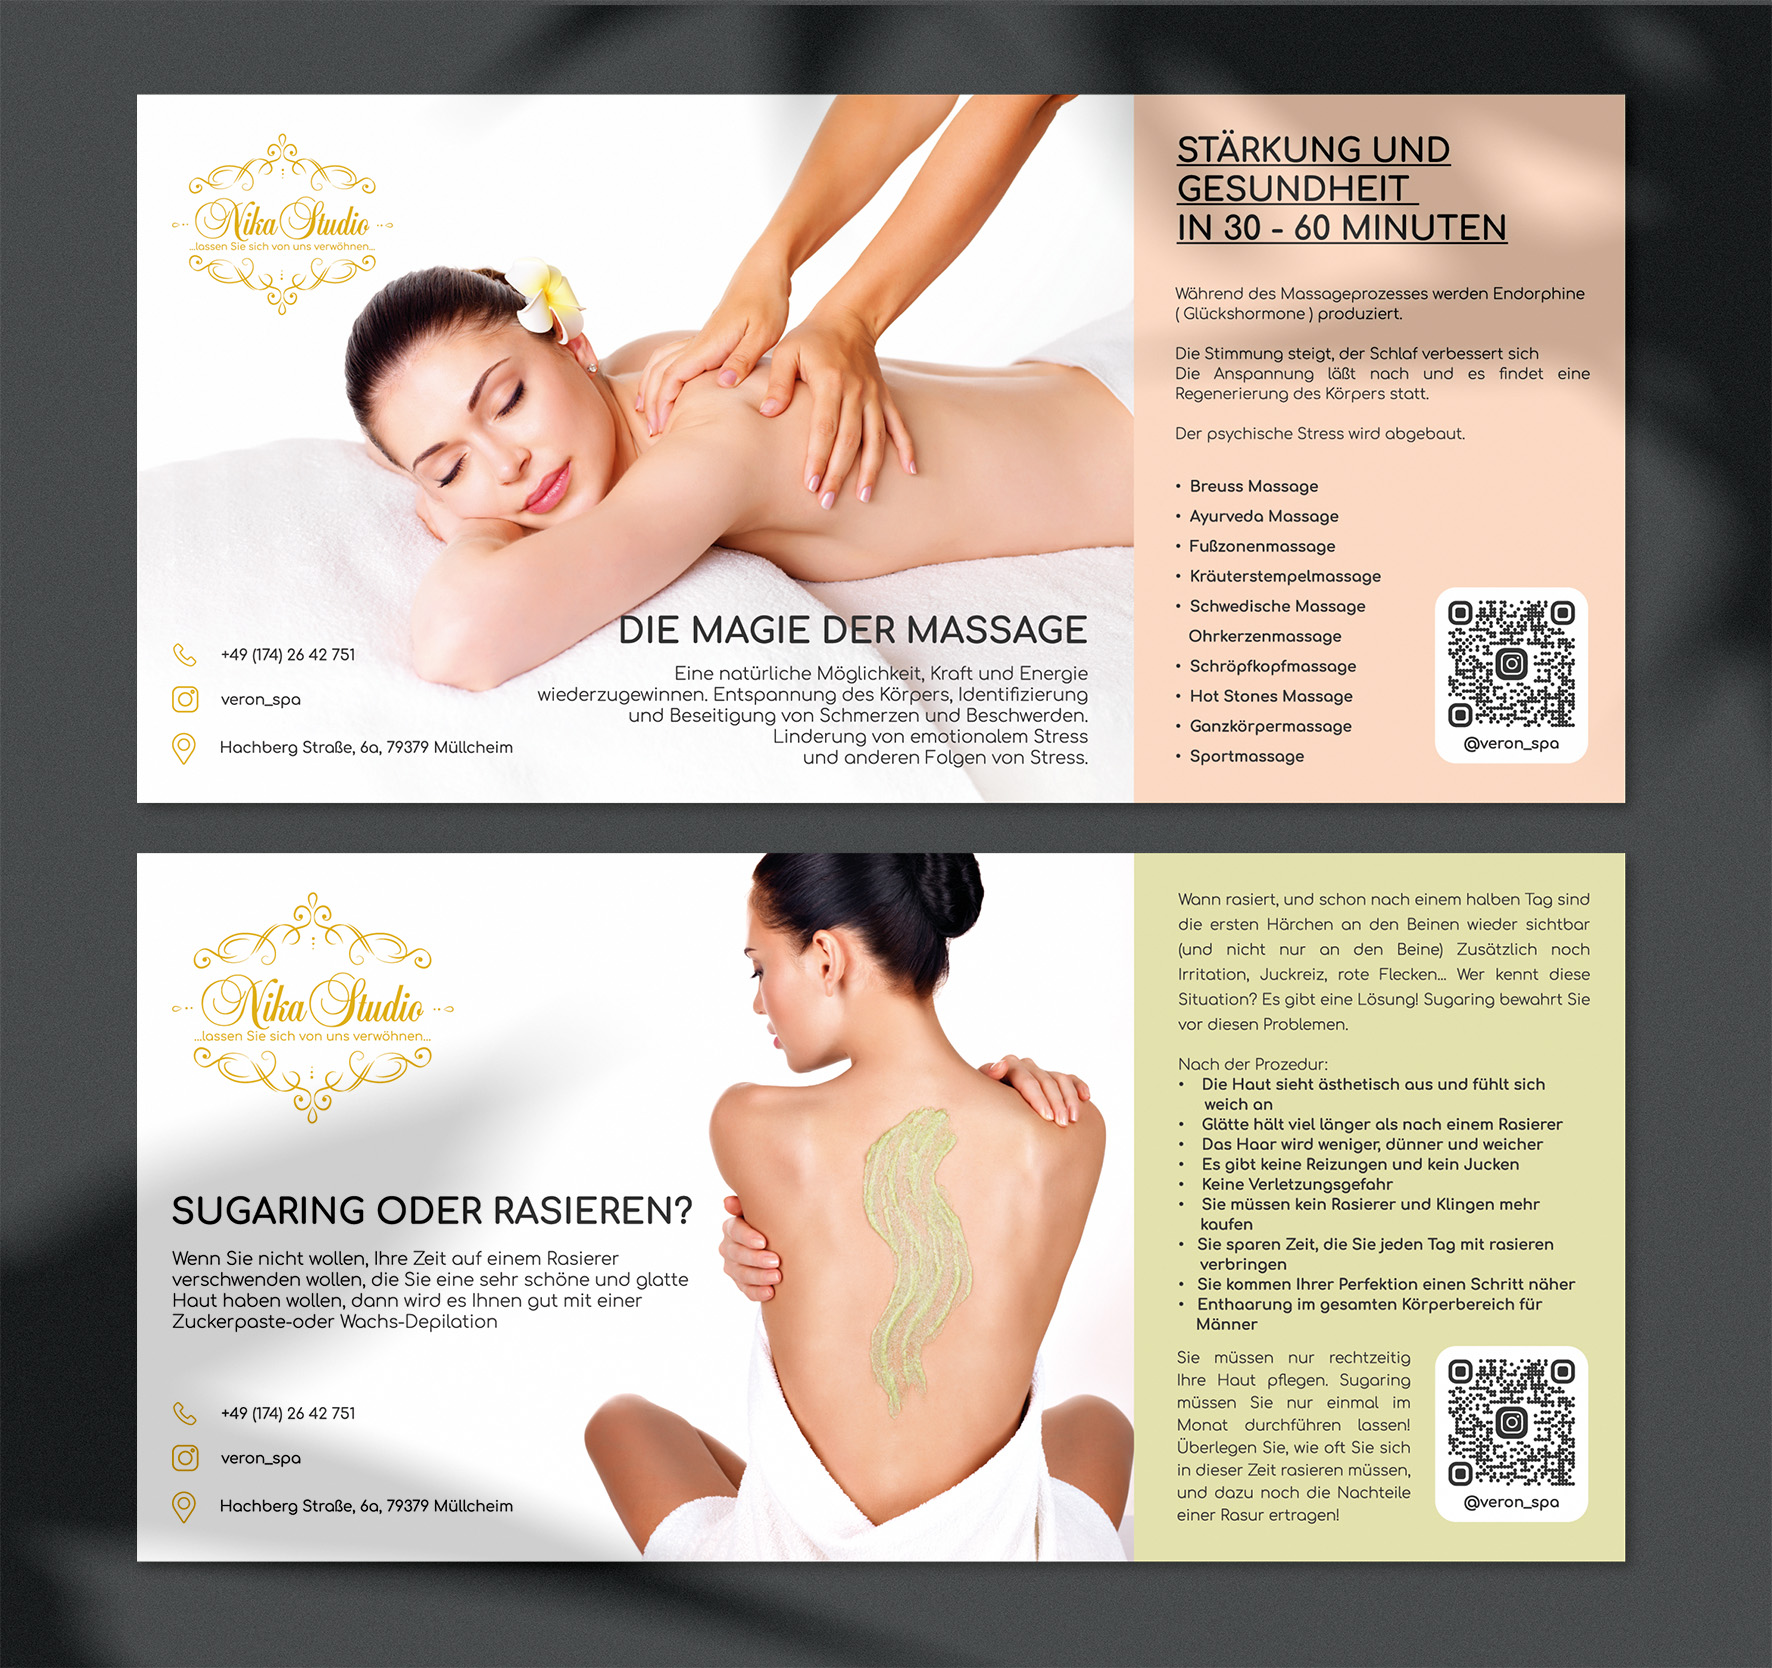 Nika Studio
...lassen Sie sich von uns verwöhnen...
+49 (174) 26 42 751
veron_spa
Hachberg Straße, 6a, 79379 Müllcheim
DIE MAGIE DER MASSAGE
Eine natürliche Möglichkeit, Kraft und Energie
wiederzugewinnen. Entspannung des Körpers, Identifizierung
und Beseitigung von Schmerzen und Beschwerden.
Linderung von emotionalem Stress
und anderen Folgen von Stress.
STÄRKUNG UND
GESUNDHEIT
IN 30 - 60 MINUTEN
Während des Massageprozesses werden Endorphine
( Glückshormone ) produziert.
Die Stimmung steigt, der Schlaf verbessert sich
Die Anspannung läßt nach und es findet eine
Regenerierung des Körpers statt.
Der psychische Stress wird abgebaut.
• Breuss Massage
• Ayurveda Massage
• Fußzonenmassage
• Kräuterstempelmassage
• Schwedische Massage
Ohrkerzenmassage
• Schröpfkopfmassage
• Hot Stones Massage
• Ganzkörpermassage
• Sportmassage
@veron_spa
Nika Studio
...lassen Sie sich von uns verwöhnen...
SUGARING ODER RASIEREN?
Wenn Sie nicht wollen, Ihre Zeit auf einem Rasierer
verschwenden wollen, die Sie eine sehr schöne und glatte
Haut haben wollen, dann wird es Ihnen gut mit einer
Zuckerpaste-oder Wachs-Depilation
+49 (174) 26 42 751
veron_spa
Hachberg Straße, 6a, 79379 Müllcheim
Wann rasiert, und schon nach einem halben Tag sind
die ersten Härchen an den Beinen wieder sichtbar
(und nicht nur an den Beine) Zusätzlich noch
Irritation, Juckreiz, rote Flecken... Wer kennt diese
Situation? Es gibt eine Lösung! Sugaring bewahrt Sie
vor diesen Problemen.
Nach der Prozedur:
• Die Haut sieht ästhetisch aus und fühlt sich
weich an
• Glätte hält viel länger als nach einem Rasierer
• Das Haar wird weniger, dünner und weicher
• Es gibt keine Reizungen und kein Jucken
• Keine Verletzungsgefahr
• Sie müssen kein Rasierer und Klingen mehr
kaufen
• Sie sparen Zeit, die Sie jeden Tag mit rasieren
verbringen
• Sie kommen Ihrer Perfektion einen Schritt näher
• Enthaarung im gesamten Körperbereich für
Männer
Sie müssen nur rechtzeitig
Ihre Haut pflegen. Sugaring
müssen Sie nur einmal im
Monat durchführen lassen!
Überlegen Sie, wie oft Sie sich
in dieser Zeit rasieren müssen,
und dazu noch die Nachteile
einer Rasur ertragen!
@veron_spa